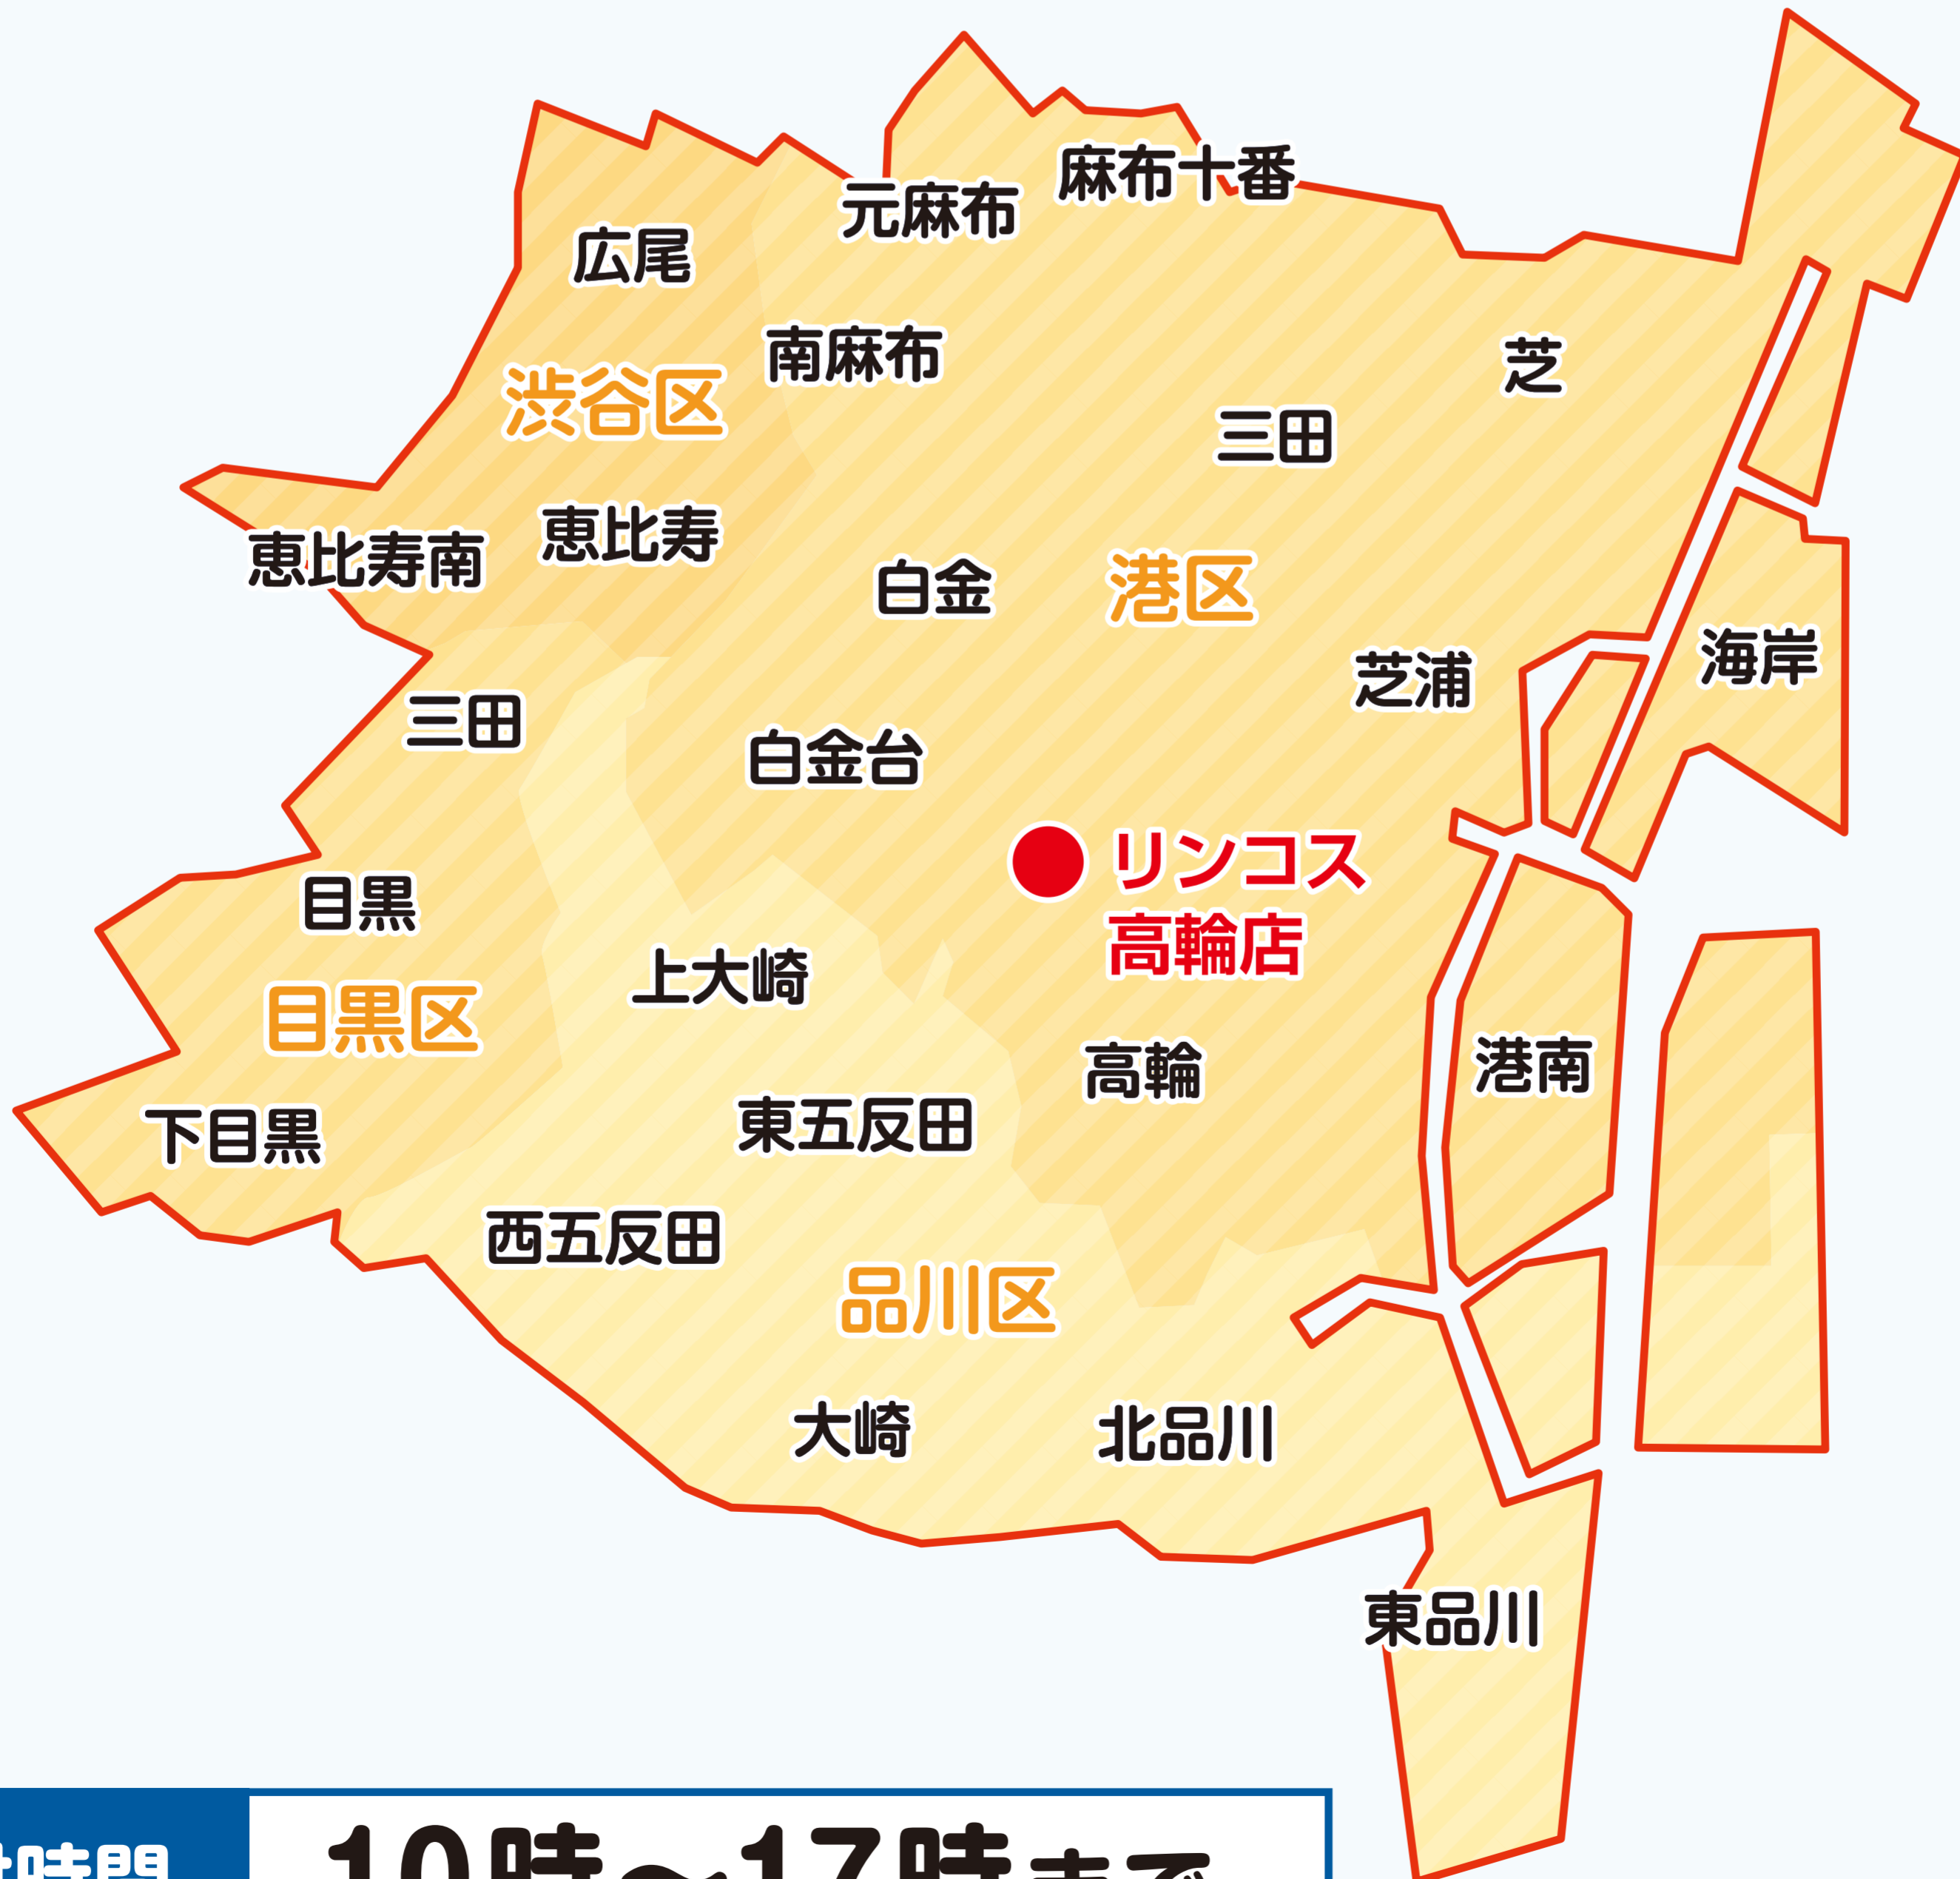 麻布十番
元麻布
広尾
南麻布
芝
渋谷区
三田
恵比寿
恵比寿南
白金
港区
海岸
芝浦
三田
白金台
リンコス
高輪店
目黒
上大崎
目黒区
高輪
港南
下目黒
東五反田
西五反田
品川区
大崎
北品川
東品川
時間
10時〜17時まで